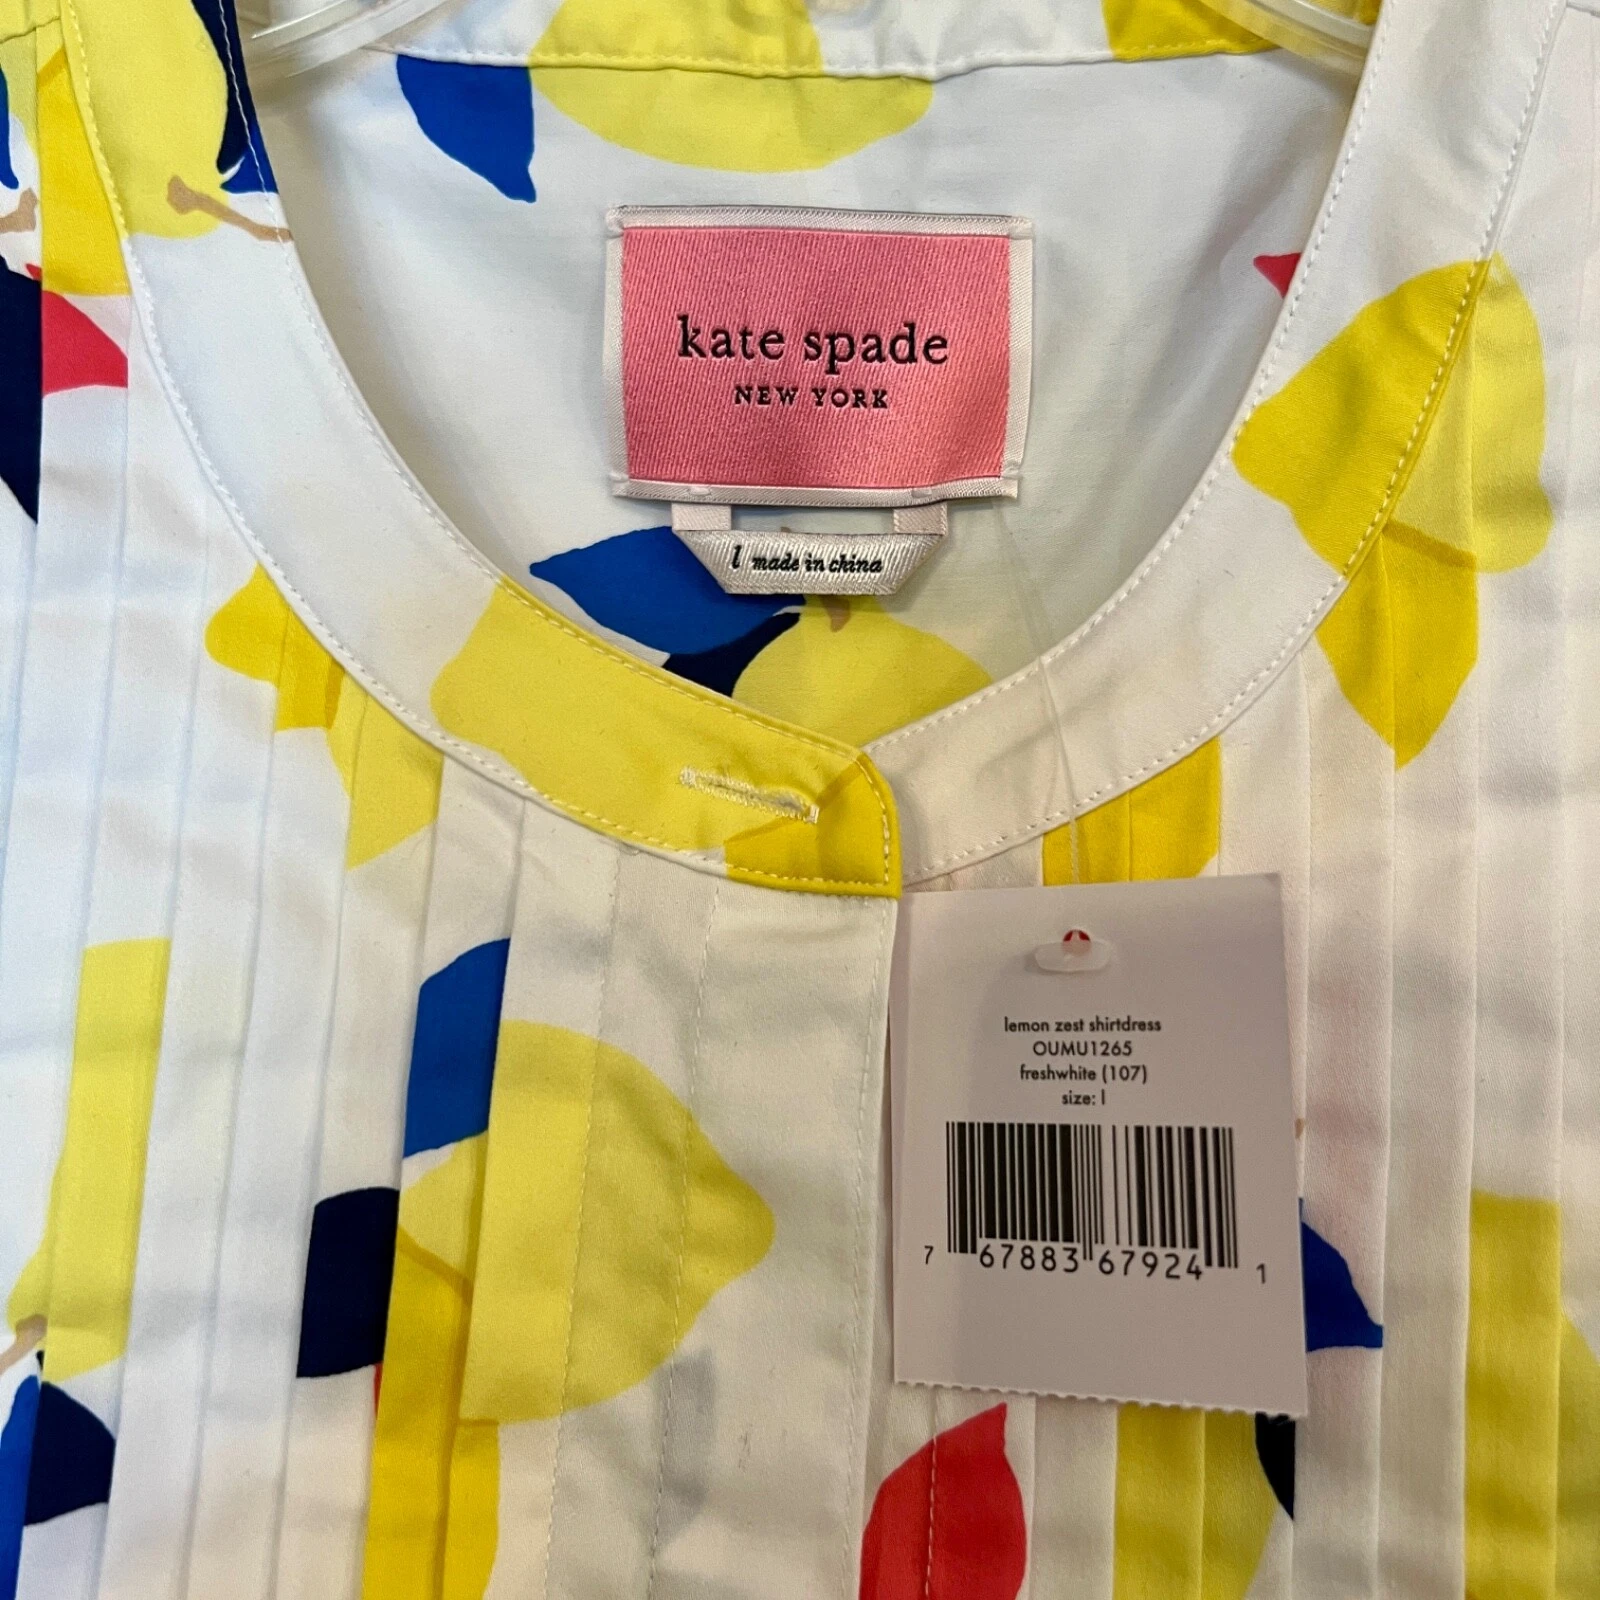 kate spade
NEW YORK
l made in china
lemon zest shirtdress
OUMU1265
freshwhite (107)
size: l
7 67883 67924 1